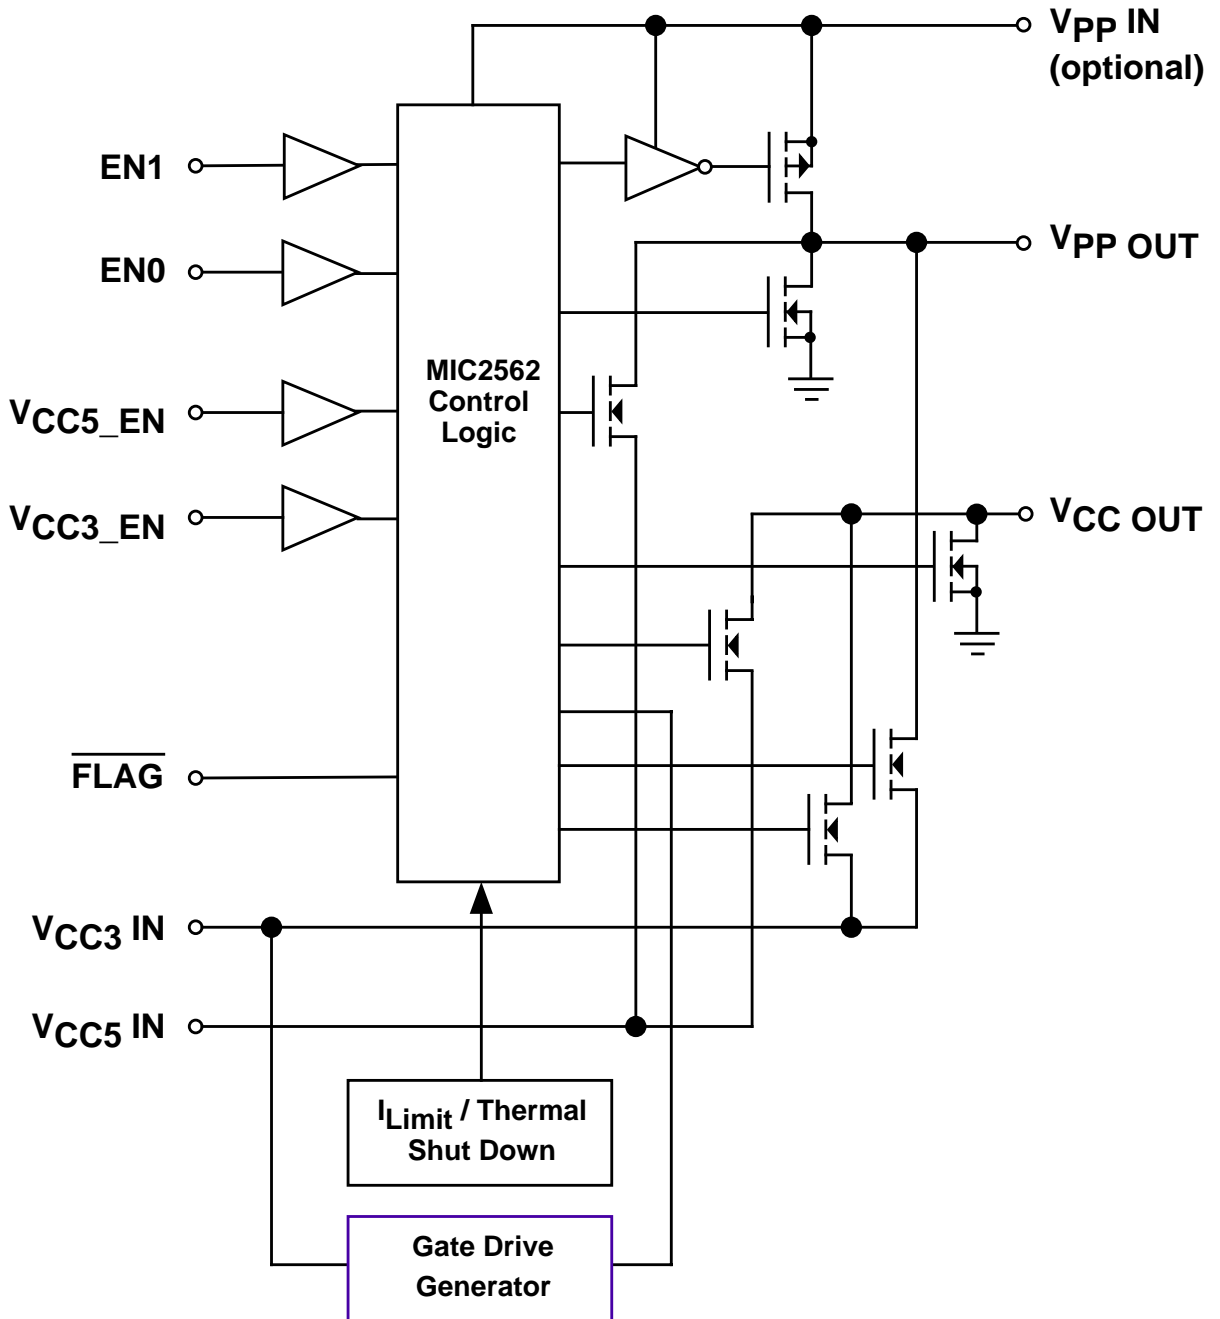 VPP IN
(optional)
EN1
EN0
VPP OUT
MIC2562
Control
Logic
VCC5_EN
VCC3_EN
VCC OUT
FLAG
VCC3 IN
VCC5 IN
ILimit / Thermal
Shut Down
Gate Drive
Generator